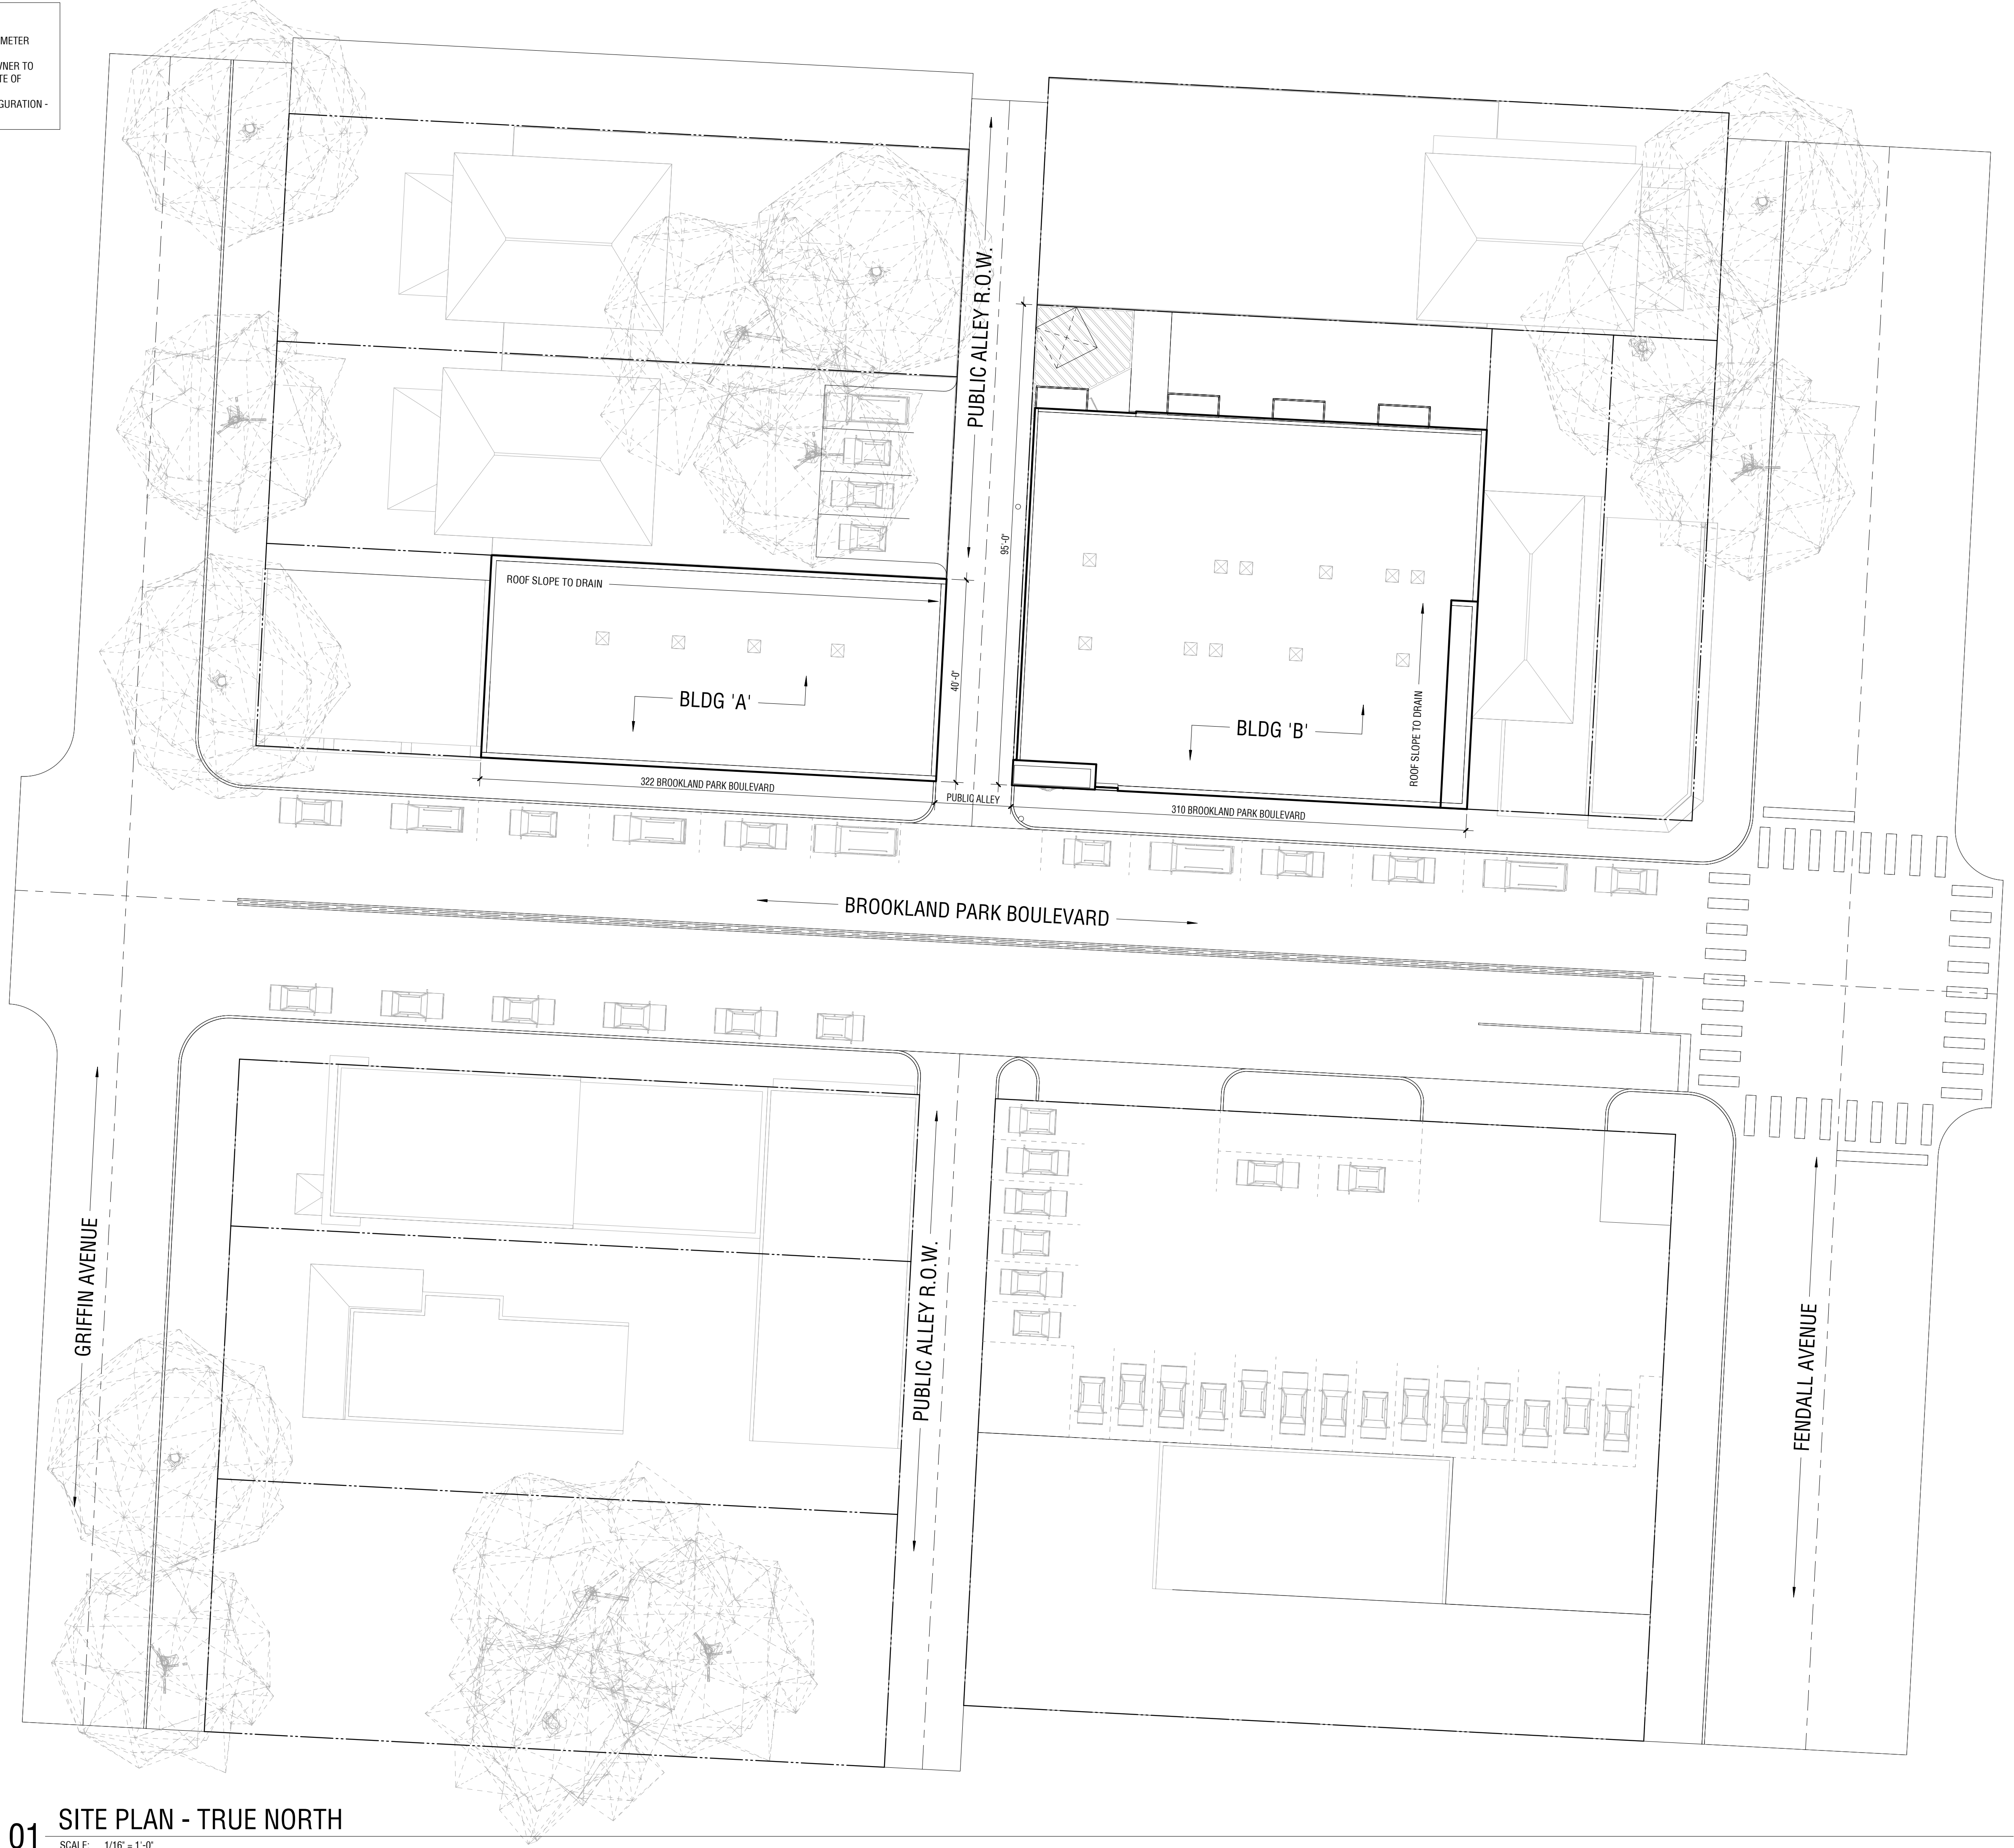 METER
WNER TO
TE OF
GURATION -
PUBLIC ALLEY R.O.W.
95'-0"
ROOF SLOPE TO DRAIN
40'-0"
BLDG 'A'
BLDG 'B'
ROOF SLOPE TO DRAIN
322 BROOKLAND PARK BOULEVARD
PUBLIC ALLEY
310 BROOKLAND PARK BOULEVARD
BROOKLAND PARK BOULEVARD
GRIFFIN AVENUE
PUBLIC ALLEY R.O.W.
FENDALL AVENUE
01
SITE PLAN - TRUE NORTH
SCALE: 1/16" = 1'-0"